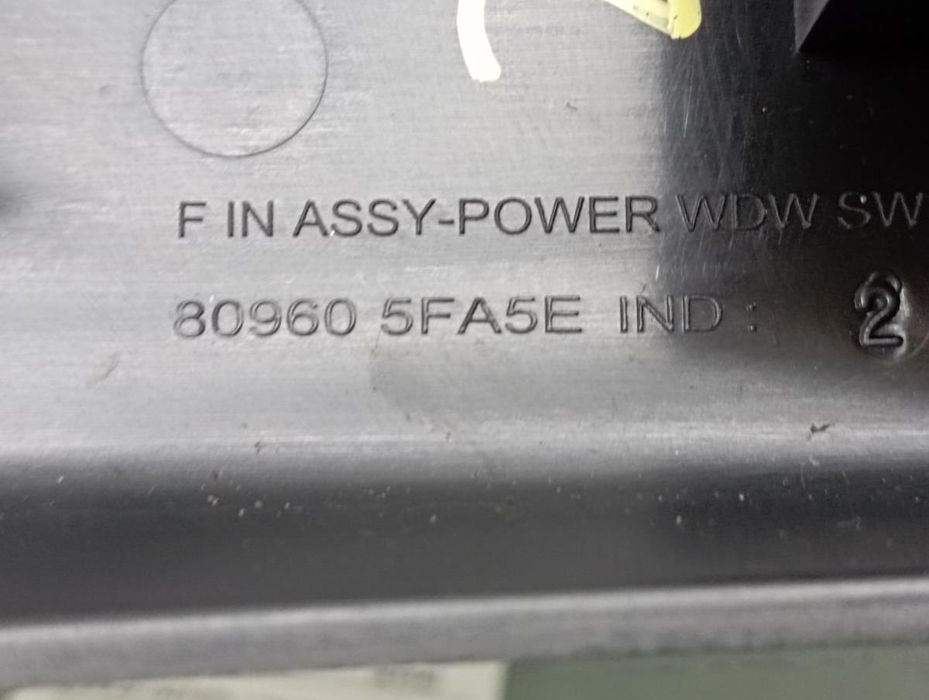 F IN ASSY-POWER WDW SW
80960 5FA5E IND : 2